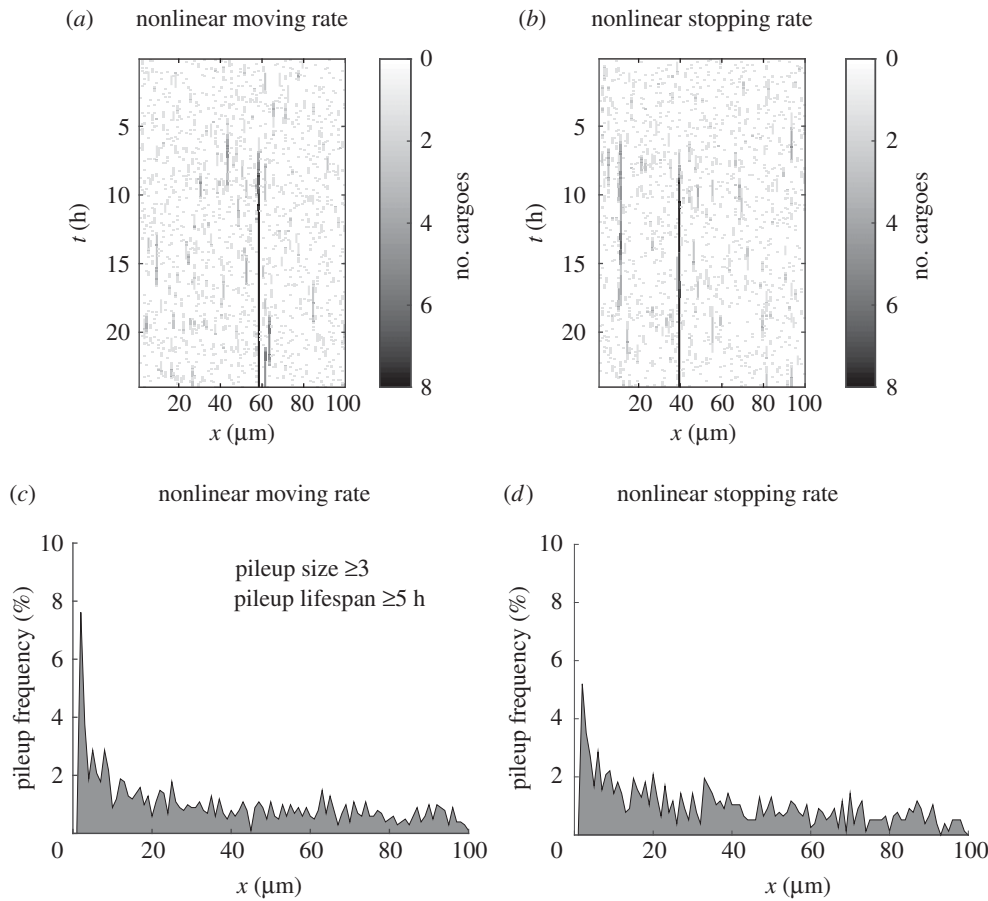 (a) nonlinear moving rate
(b) nonlinear stopping rate
0
5
10
15
20
t (h)
20 40 60 80 100
x (μm)
0
2
4
6
8
no. cargoes
5
10
15
20
t (h)
20 40 60 80 100
x (μm)
0
2
4
6
8
no. cargoes
(c) nonlinear moving rate
(d) nonlinear stopping rate
10
8
6
4
2
0 20 40 60 80 100
pileup frequency (%)
x (μm)
pileup size ≥3
pileup lifespan ≥5 h
10
8
6
4
2
0 20 40 60 80 100
pileup frequency (%)
x (μm)